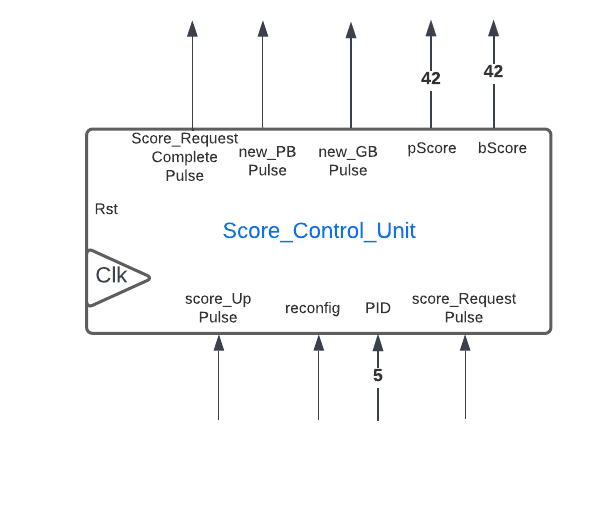 42
42
Score_Request
Complete
Pulse
new_PB
Pulse
new_GB
Pulse
pScore
bScore
Rst
Score_Control_Unit
Clk
score_Up
Pulse
reconfig
PID
score_Request
Pulse
5